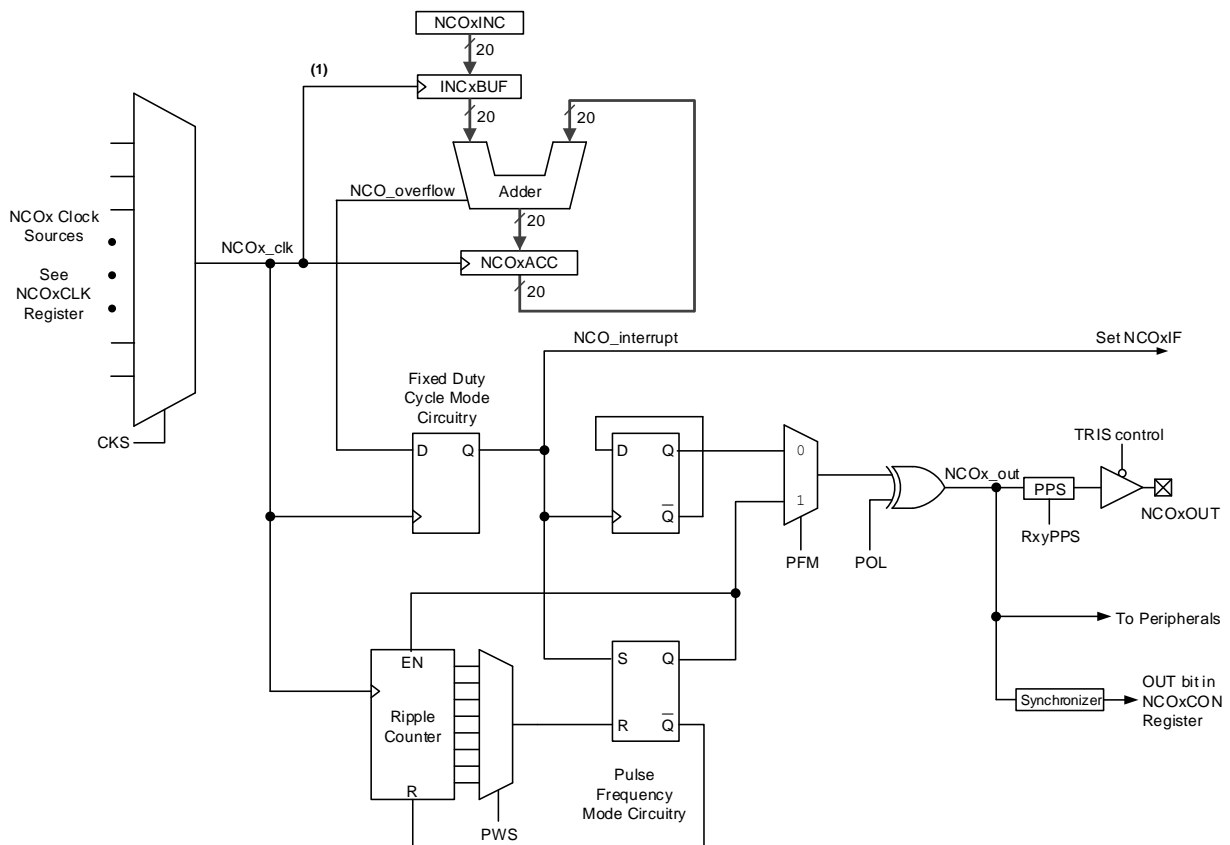 NCOxINC
20
(1)
INCxBUF
20
20
NCO_overflow
Adder
20
NCOx Clock
Sources
See
NCOxCLK
Register
NCOx_clk
NCOxACC
20
NCO_interrupt
Set NCOxIF
Fixed Duty
Cycle Mode
Circuitry
CKS
D
Q
D
Q
Q
0
1
PFM
POL
NCOx_out
TRIS control
PPS
RxyPPS
NCOxOUT
To Peripherals
EN
Ripple
Counter
R
PWS
S
Q
R
Q
Synchronizer
OUT bit in
NCOxCON
Register
Pulse
Frequency
Mode Circuitry